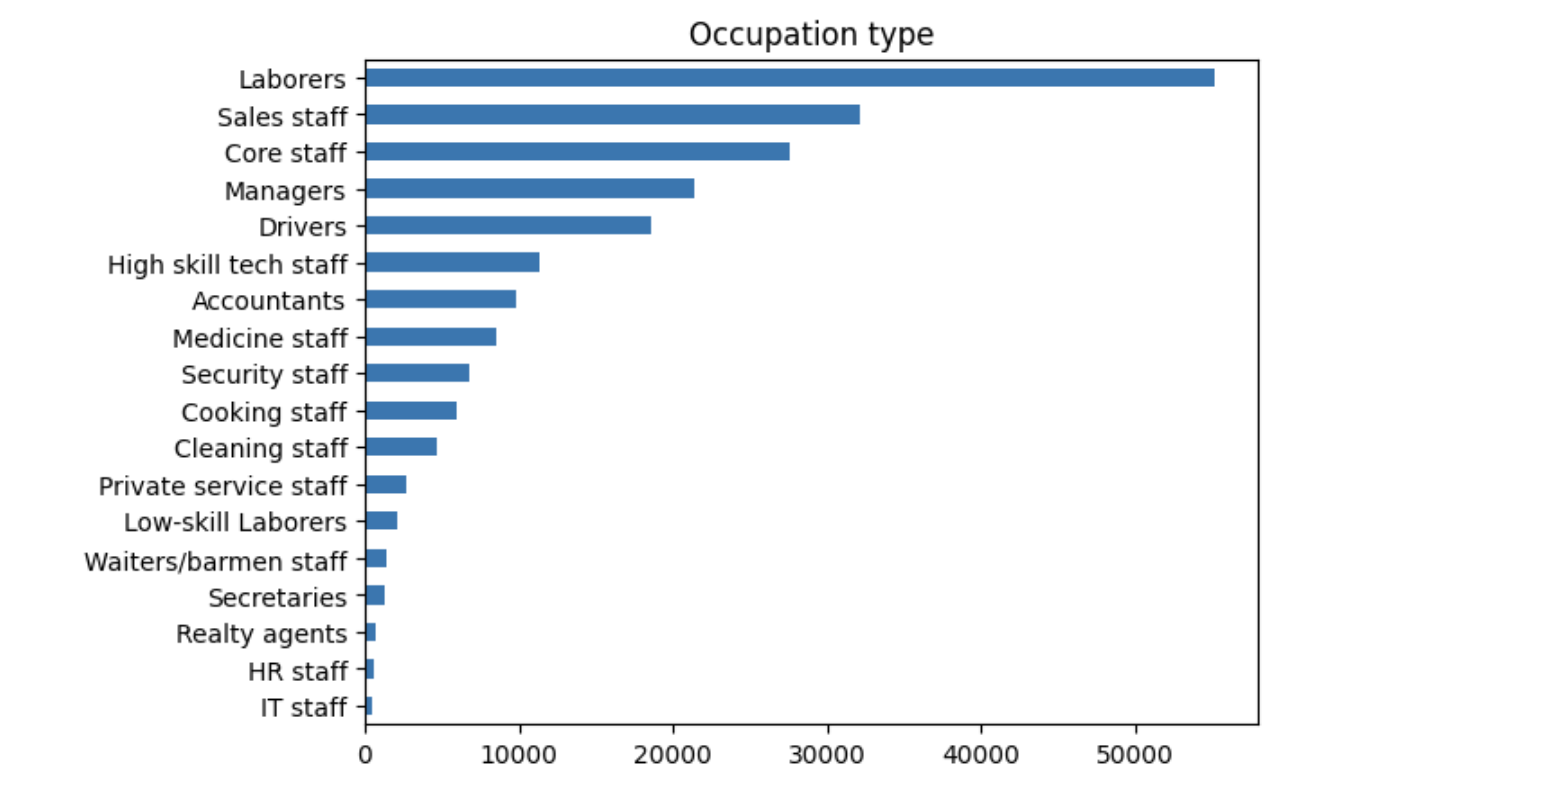 Occupation type
Laborers
Sales staff
Core staff
Managers
Drivers
High skill tech staff
Accountants
Medicine staff
Security staff
Cooking staff
Cleaning staff
Private service staff
Low-skill Laborers
Waiters/barmen staff
Secretaries
Realty agents
HR staff
IT staff
0 10000 20000 30000 40000 50000